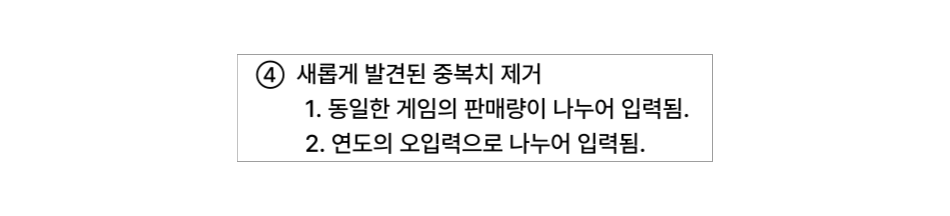 ④ 새롭게 발견된 중복치 제거
1. 동일한 게임의 판매량이 나누어 입력됨.
2. 연도의 오입력으로 나누어 입력됨.